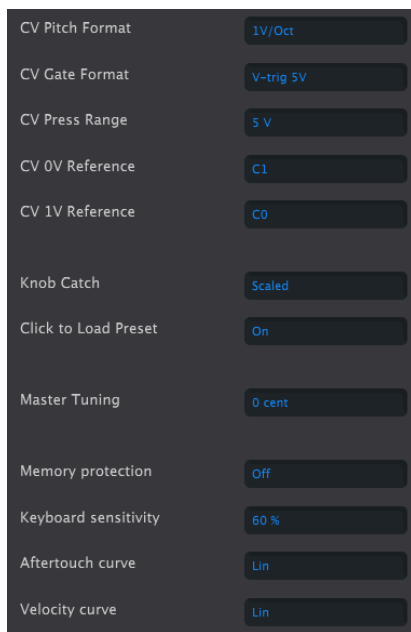 CV Pitch Format 1V/Oct
CV Gate Format V-trig 5V
CV Press Range 5 V
CV 0V Reference C1
CV 1V Reference C0
Knob Catch Scaled
Click to Load Preset On
Master Tuning 0 cent
Memory protection Off
Keyboard sensitivity 60 %
Aftertouch curve Lin
Velocity curve Lin